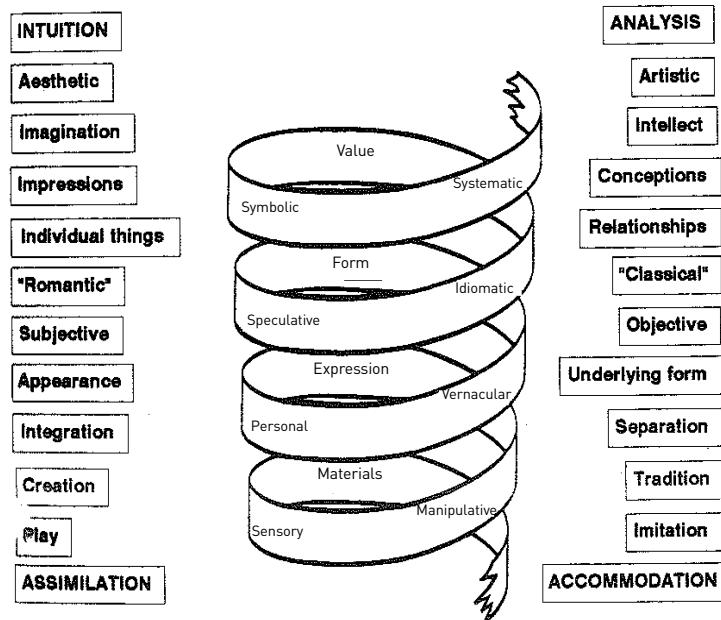 INTUITION
Aesthetic
Imagination
Impressions
Individual things
"Romantic"
Subjective
Appearance
Integration
Creation
Play
ASSIMILATION
Value
Systematic
Symbolic
Form
Idiomatic
Speculative
Expression
Vernacular
Personal
Materials
Manipulative
Sensory
ANALYSIS
Artistic
Intellect
Conceptions
Relationships
"Classical"
Objective
Underlying form
Separation
Tradition
Imitation
ACCOMMODATION